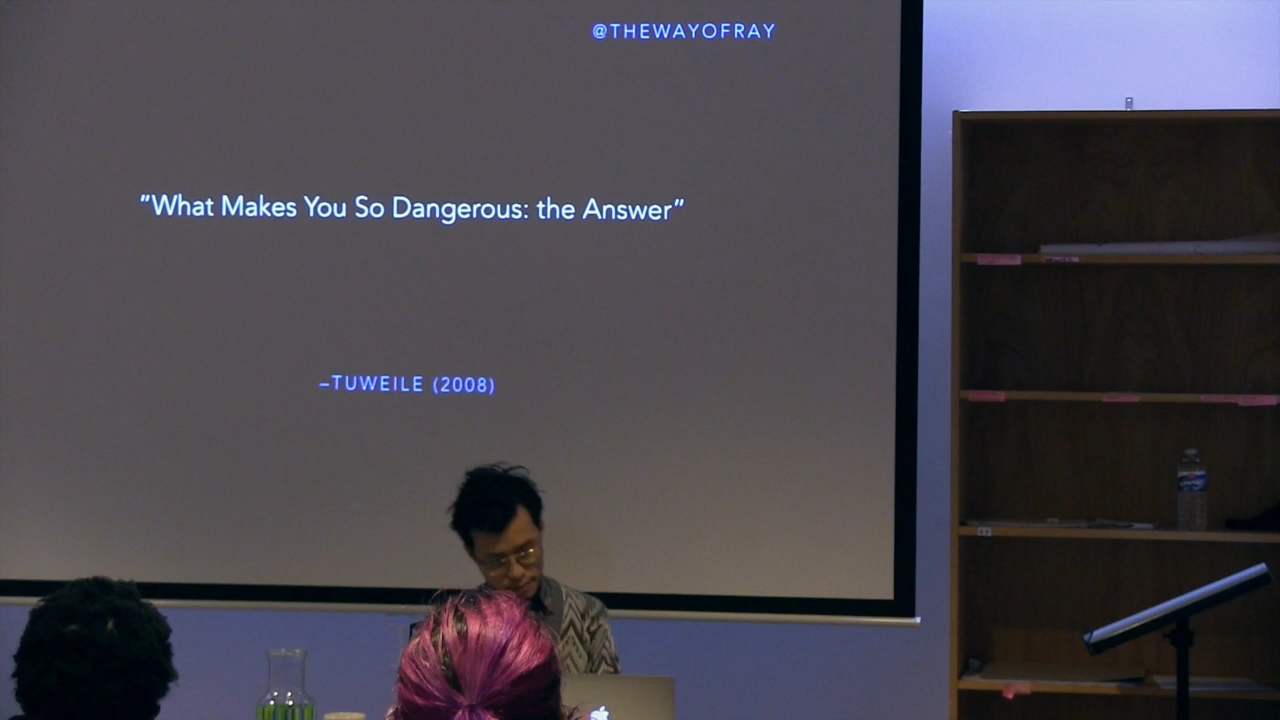 @THEWAYOFRAY
"What Makes You So Dangerous: the Answer"
–TUWEILE (2008)